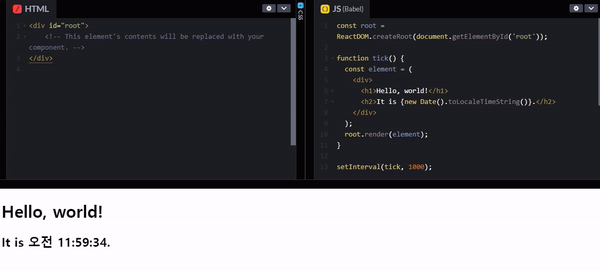 HTML
1 <div id="root">
2 <!-- This element's contents will be replaced with your
component. -->
3 </div>
4
CSS
JS (Babel)
1 const root =
ReactDOM.createRoot(document.getElementById('root'));
2
3 function tick() {
4 const element = (
5 <div>
6 <h1>Hello, world!</h1>
7 <h2>It is {new Date().toLocaleTimeString()}.</h2>
8 </div>
9 );
10 root.render(element);
11 }
12
13 setInterval(tick, 1000);
Hello, world!
It is 오전 11:59:34.